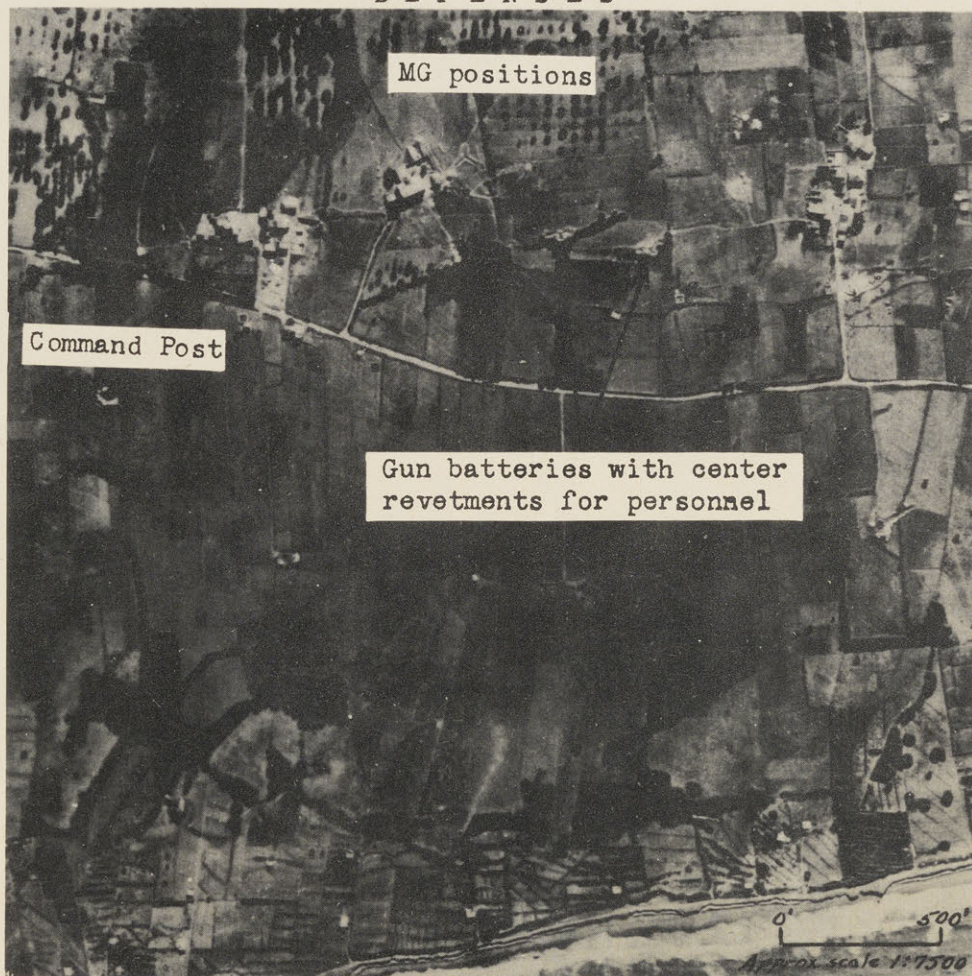 MG positions
Command Post
Gun batteries with center
revetments for personnel
0' 500'
Approx scale 1:7500